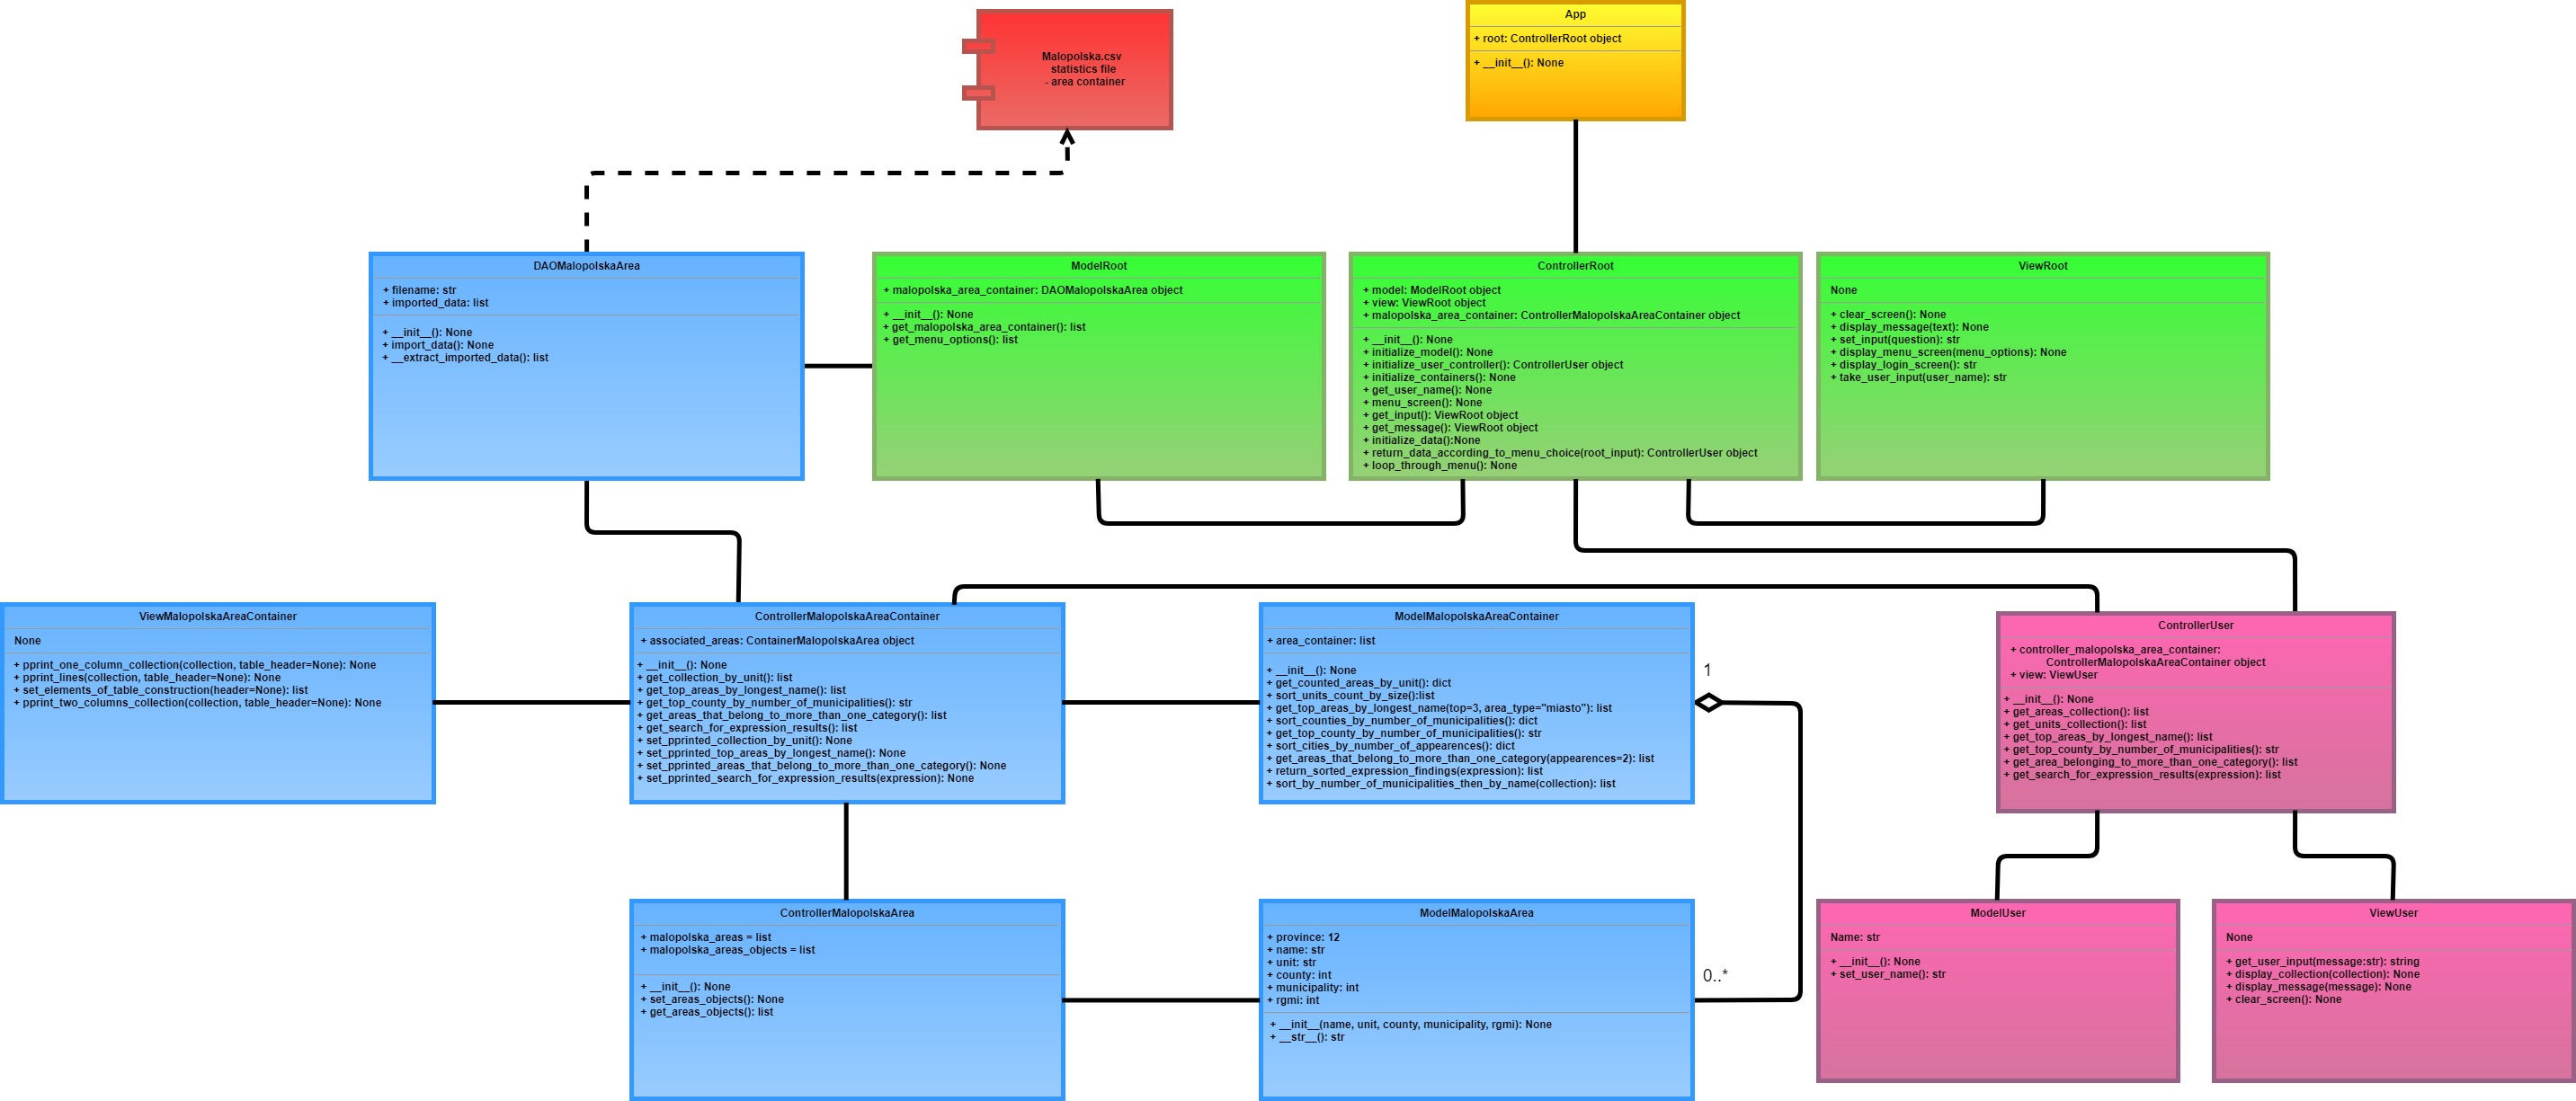 Malopolska.csv
statistics file
- area container
App
+ root: ControllerRoot object
+ __init__(): None
DAOMalopolskaArea
+ filename: str
+ imported_data: list
+ __init__(): None
+ import_data(): None
+ __extract_imported_data(): list
ModelRoot
+ malopolska_area_container: DAOMalopolskaArea object
+ __init__(): None
+ get_malopolska_area_container(): list
+ get_menu_options(): list
ControllerRoot
+ model: ModelRoot object
+ view: ViewRoot object
+ malopolska_area_container: ControllerMalopolskaAreaContainer object
+ __init__(): None
+ initialize_model(): None
+ initialize_user_controller(): ControllerUser object
+ initialize_containers(): None
+ get_user_name(): None
+ menu_screen(): None
+ get_input(): ViewRoot object
+ get_message(): ViewRoot object
+ initialize_data():None
+ return_data_according_to_menu_choice(root_input): ControllerUser object
+ loop_through_menu(): None
ViewRoot
None
+ clear_screen(): None
+ display_message(text): None
+ set_input(question): str
+ display_menu_screen(menu_options): None
+ display_login_screen(): str
+ take_user_input(user_name): str
ViewMalopolskaAreaContainer
None
+ pprint_one_column_collection(collection, table_header=None): None
+ pprint_lines(collection, table_header=None): None
+ set_elements_of_table_construction(header=None): list
+ pprint_two_columns_collection(collection, table_header=None): None
ControllerMalopolskaAreaContainer
+ associated_areas: ContainerMalopolskaArea object
+ __init__(): None
+ get_collection_by_unit(): list
+ get_top_areas_by_longest_name(): list
+ get_top_county_by_number_of_municipalities(): str
+ get_areas_that_belong_to_more_than_one_category(): list
+ get_search_for_expression_results(): list
+ set_pprinted_collection_by_unit(): None
+ set_pprinted_top_areas_by_longest_name(): None
+ set_pprinted_areas_that_belong_to_more_than_one_category(): None
+ set_pprinted_search_for_expression_results(expression): None
ModelMalopolskaAreaContainer
+ area_container: list
+ __init__(): None
+ get_counted_areas_by_unit): dict
+ sort_units_count_by_size():list
+ get_top_areas_by_longest_name(top=3, area_type="miasto"): list
+ sort_counties_by_number_of_municipalities(): dict
+ get_top_county_by_number_of_municipalities(): str
+ sort_cities_by_number_of_appearences(): dict
+ get_areas_that_belong_to_more_than_one_category(appearences=2): list
+ return_sorted_expression_findings(expression): list
+ sort_by_number_of_municipalities_then_by_name(collection): list
1
0..*
ControllerUser
+ controller_malopolska_area_container:
ControllerMalopolskaAreaContainer object
+ view: ViewUser
+ __init__(): None
+ get_areas_collection(): list
+ get_units_collection(): list
+ get_top_areas_by_longest_name(): list
+ get_top_county_by_number_of_municipalities(): str
+ get_area_belonging_to_more_than_one_category(): list
+ get_search_for_expression_results(expression): list
ControllerMalopolskaArea
+ malopolska_areas = list
+ malopolska_areas_objects = list
+ __init__(): None
+ set_areas_objects(): None
+ get_areas_objects(): list
ModelMalopolskaArea
+ province: 12
+ name: str
+ unit: str
+ county: int
+ municipality: int
+ rgmi: int
+ __init__(name, unit, county, municipality, rgmi): None
+ __str__(): str
ModelUser
Name: str
+ __init__(): None
+ set_user_name(): str
ViewUser
None
+ get_user_input(message:str): string
+ display_collection(collection): None
+ display_message(message): None
+ clear_screen(): None